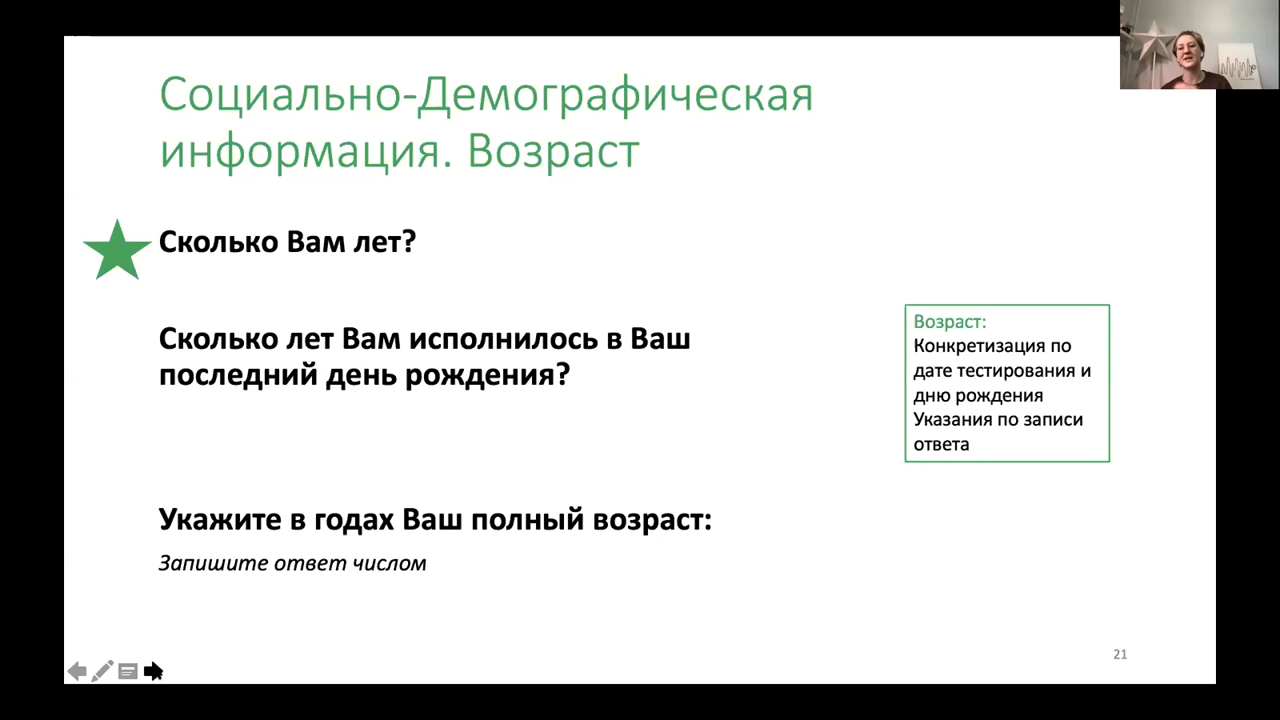 Социально-Демографическая
информация. Возраст
Сколько Вам лет?
Сколько лет Вам исполнилось в Ваш
последний день рождения?
Возраст:
Конкретизация по
дате тестирования и
дню рождения
Указания по записи
ответа
Укажите в годах Ваш полный возраст:
Запишите ответ числом
21